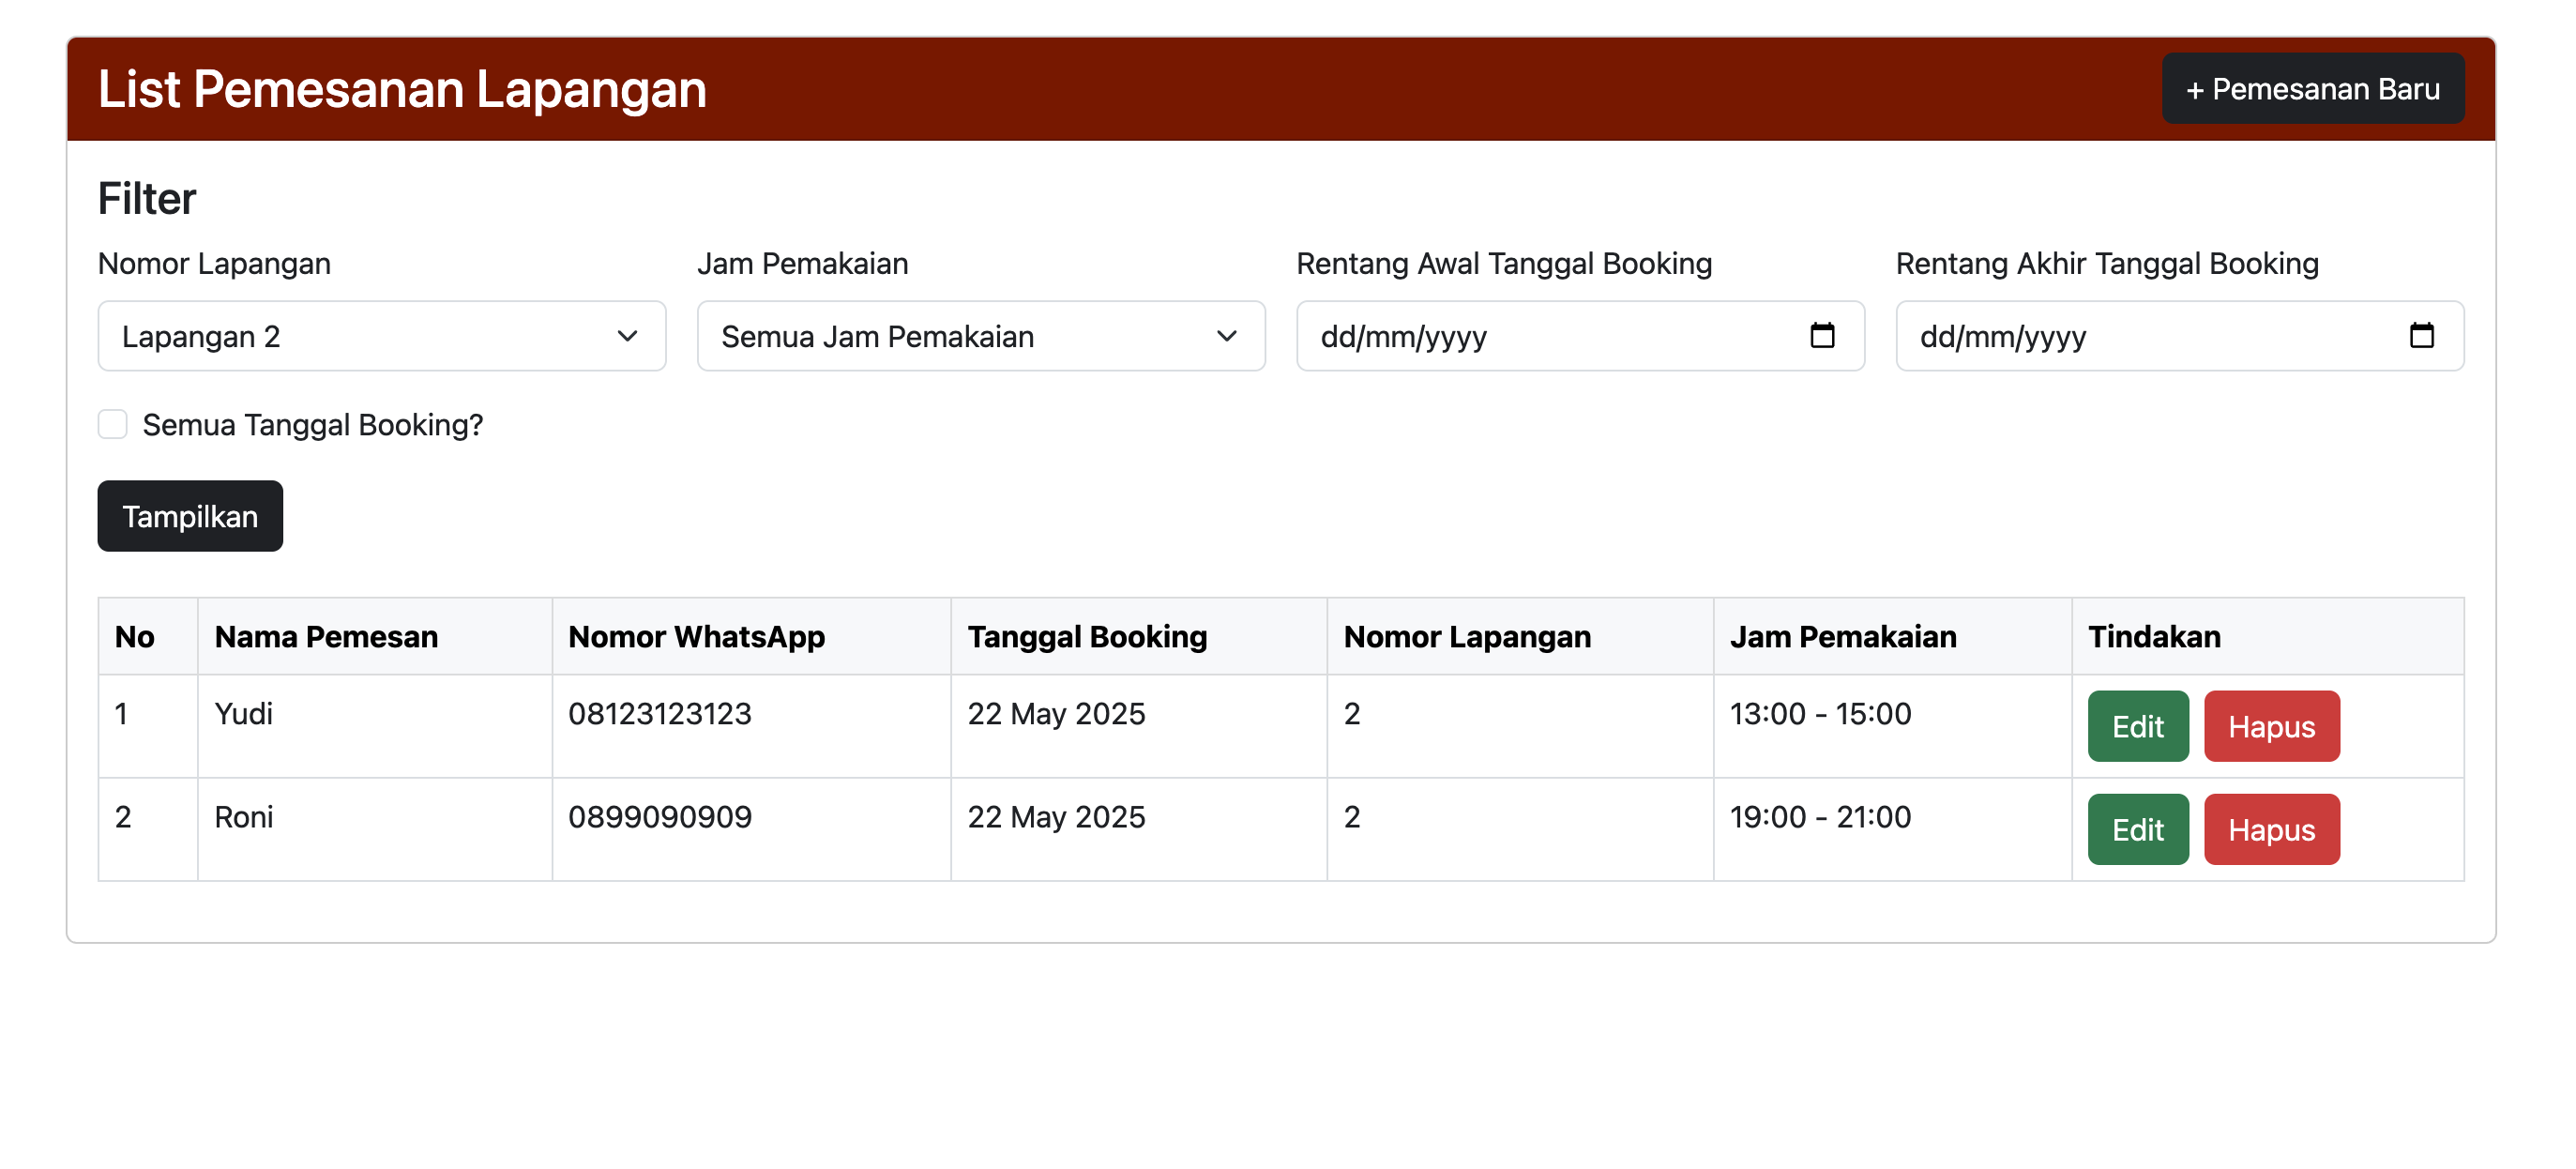 List Pemesanan Lapangan
+ Pemesanan Baru
Filter
Nomor Lapangan Jam Pemakaian Rentang Awal Tanggal Booking Rentang Akhir Tanggal Booking
Lapangan 2 Semua Jam Pemakaian dd/mm/yyyy dd/mm/yyyy
Semua Tanggal Booking?
Tampilkan
No Nama Pemesan Nomor WhatsApp Tanggal Booking Nomor Lapangan Jam Pemakaian Tindakan
1 Yudi 08123123123 22 May 2025 2 13:00 - 15:00 Edit Hapus
2 Roni 0899090909 22 May 2025 2 19:00 - 21:00 Edit Hapus